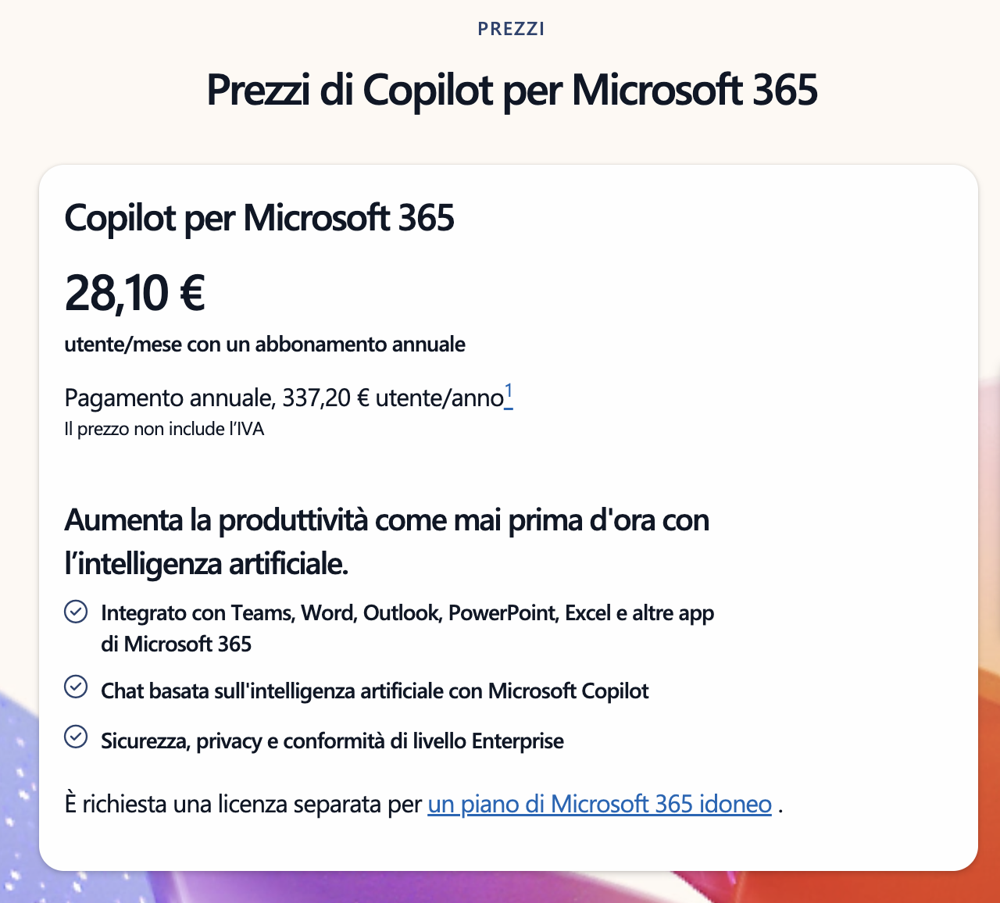 PREZZI
Prezzi di Copilot per Microsoft 365
Copilot per Microsoft 365
28,10 €
utente/mese con un abbonamento annuale
Pagamento annuale, 337,20 € utente/anno1
Il prezzo non include l’IVA
Aumenta la produttività come mai prima d'ora con
l’intelligenza artificiale.
Integrato con Teams, Word, Outlook, PowerPoint, Excel e altre app
di Microsoft 365
Chat basata sull'intelligenza artificiale con Microsoft Copilot
Sicurezza, privacy e conformità di livello Enterprise
È richiesta una licenza separata per un piano di Microsoft 365 idoneo .